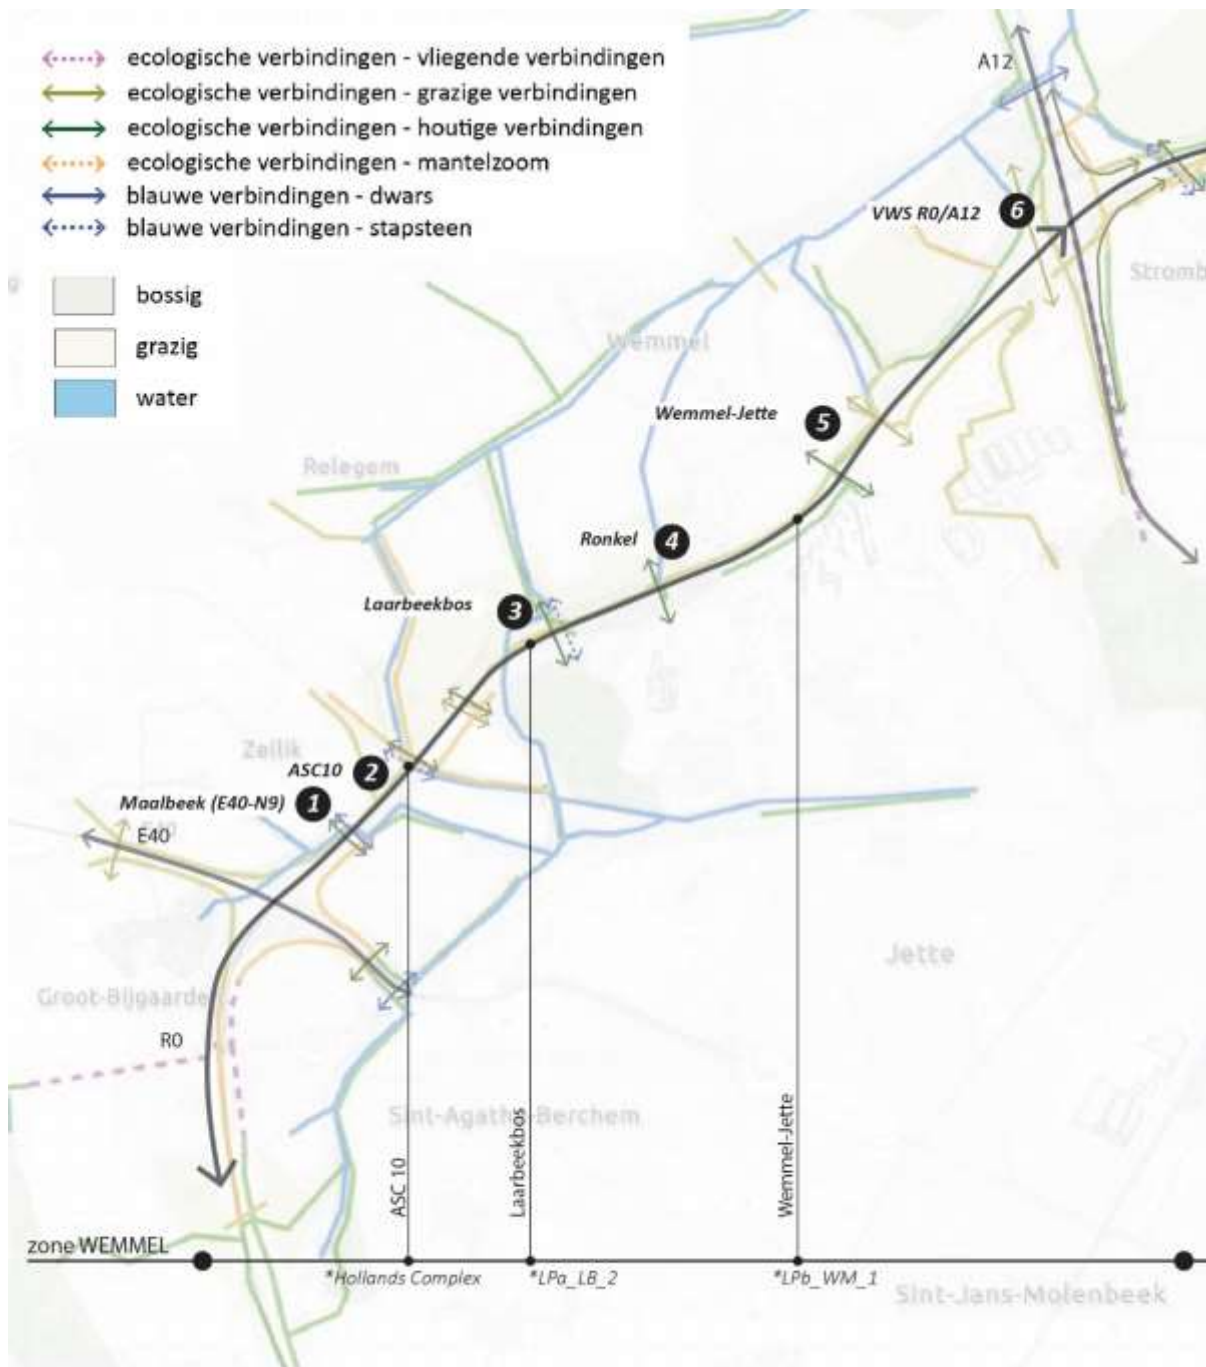 ecologische verbindingen - vliegende verbindingen
ecologische verbindingen - grazige verbindingen
ecologische verbindingen - houtige verbindingen
ecologische verbindingen - mantelzoom
blauwe verbindingen - dwars
blauwe verbindingen - stapsteen
bossig
grazig
water
A12
VWS R0/A12
6
Stromb
Wemmel
Wemmel-Jette
5
Relegem
Ronkel
4
Laarbeekbos
3
Zellik
ASC10
2
Maalbeek (E40-N9)
1
E40
Jette
Groot-Bijgaarden
R0
Sint-Agatha-Berchem
ASC 10
Laarbeekbos
Wemmel-Jette
zone WEMMEL
*Hollands Complex
*LPa_LB_2
*LPb_WM_1
Sint-Jans-Molenbeek